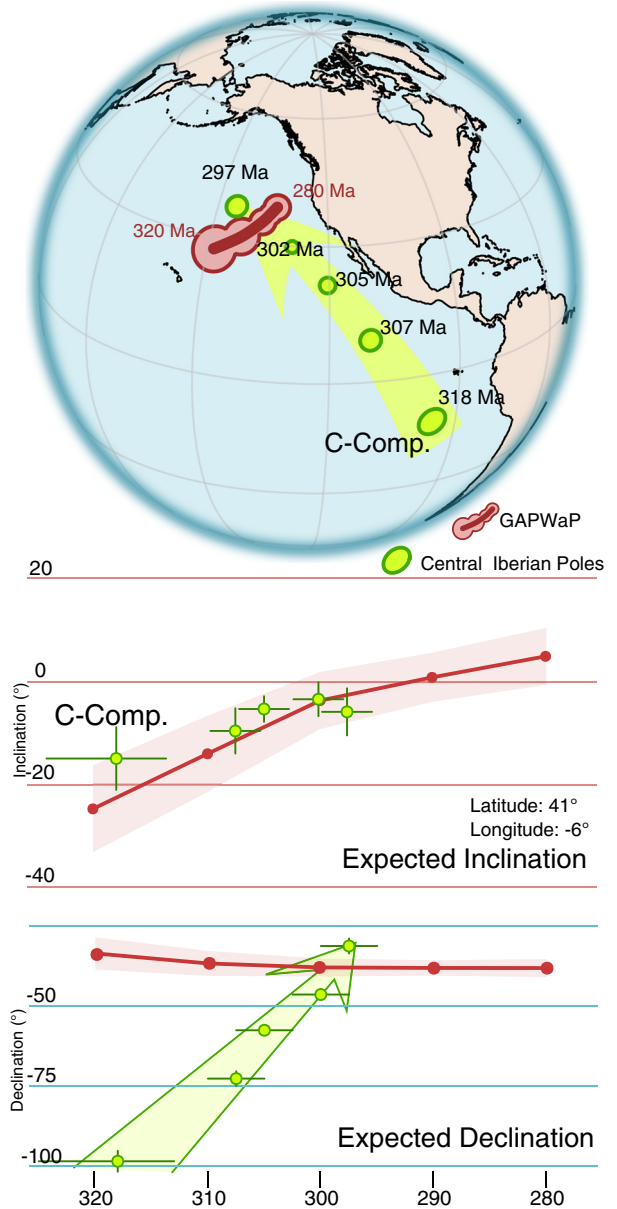 297 Ma
280 Ma
320 Ma
302 Ma
305 Ma
307 Ma
318 Ma
C-Comp.
GAPWaP
Central Iberian Poles
20
0
C-Comp.
-20
Inclination (°)
Latitude: 41°
Longitude: -6°
Expected Inclination
-40
-50
-75
Declination (°)
Expected Declination
-100
320 310 300 290 280